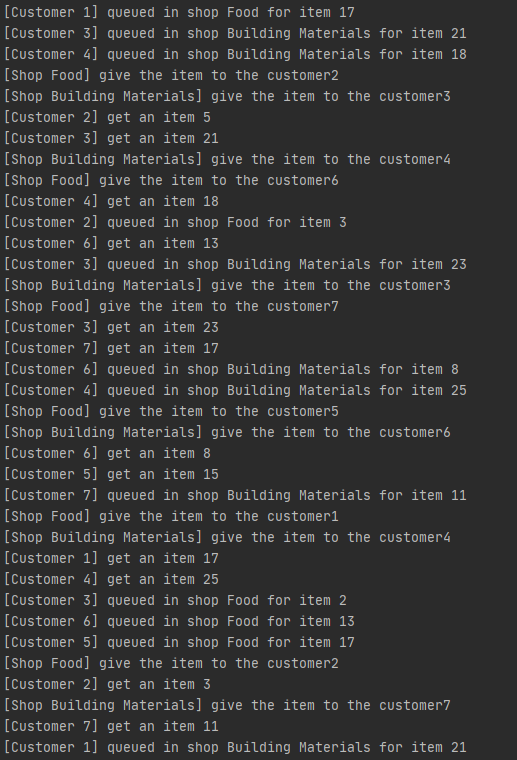 [Customer 1] queued in shop Food for item 17
[Customer 3] queued in shop Building Materials for item 21
[Customer 4] queued in shop Building Materials for item 18
[Shop Food] give the item to the customer2
[Shop Building Materials] give the item to the customer3
[Customer 2] get an item 5
[Customer 3] get an item 21
[Shop Building Materials] give the item to the customer4
[Shop Food] give the item to the customer6
[Customer 4] get an item 18
[Customer 2] queued in shop Food for item 3
[Customer 6] get an item 13
[Customer 3] queued in shop Building Materials for item 23
[Shop Building Materials] give the item to the customer3
[Shop Food] give the item to the customer7
[Customer 3] get an item 23
[Customer 7] get an item 17
[Customer 6] queued in shop Building Materials for item 8
[Customer 4] queued in shop Building Materials for item 25
[Shop Food] give the item to the customer5
[Shop Building Materials] give the item to the customer6
[Customer 6] get an item 8
[Customer 5] get an item 15
[Customer 7] queued in shop Building Materials for item 11
[Shop Food] give the item to the customer1
[Shop Building Materials] give the item to the customer4
[Customer 1] get an item 17
[Customer 4] get an item 25
[Customer 3] queued in shop Food for item 2
[Customer 6] queued in shop Food for item 13
[Customer 5] queued in shop Food for item 17
[Shop Food] give the item to the customer2
[Customer 2] get an item 3
[Shop Building Materials] give the item to the customer7
[Customer 7] get an item 11
[Customer 1] queued in shop Building Materials for item 21